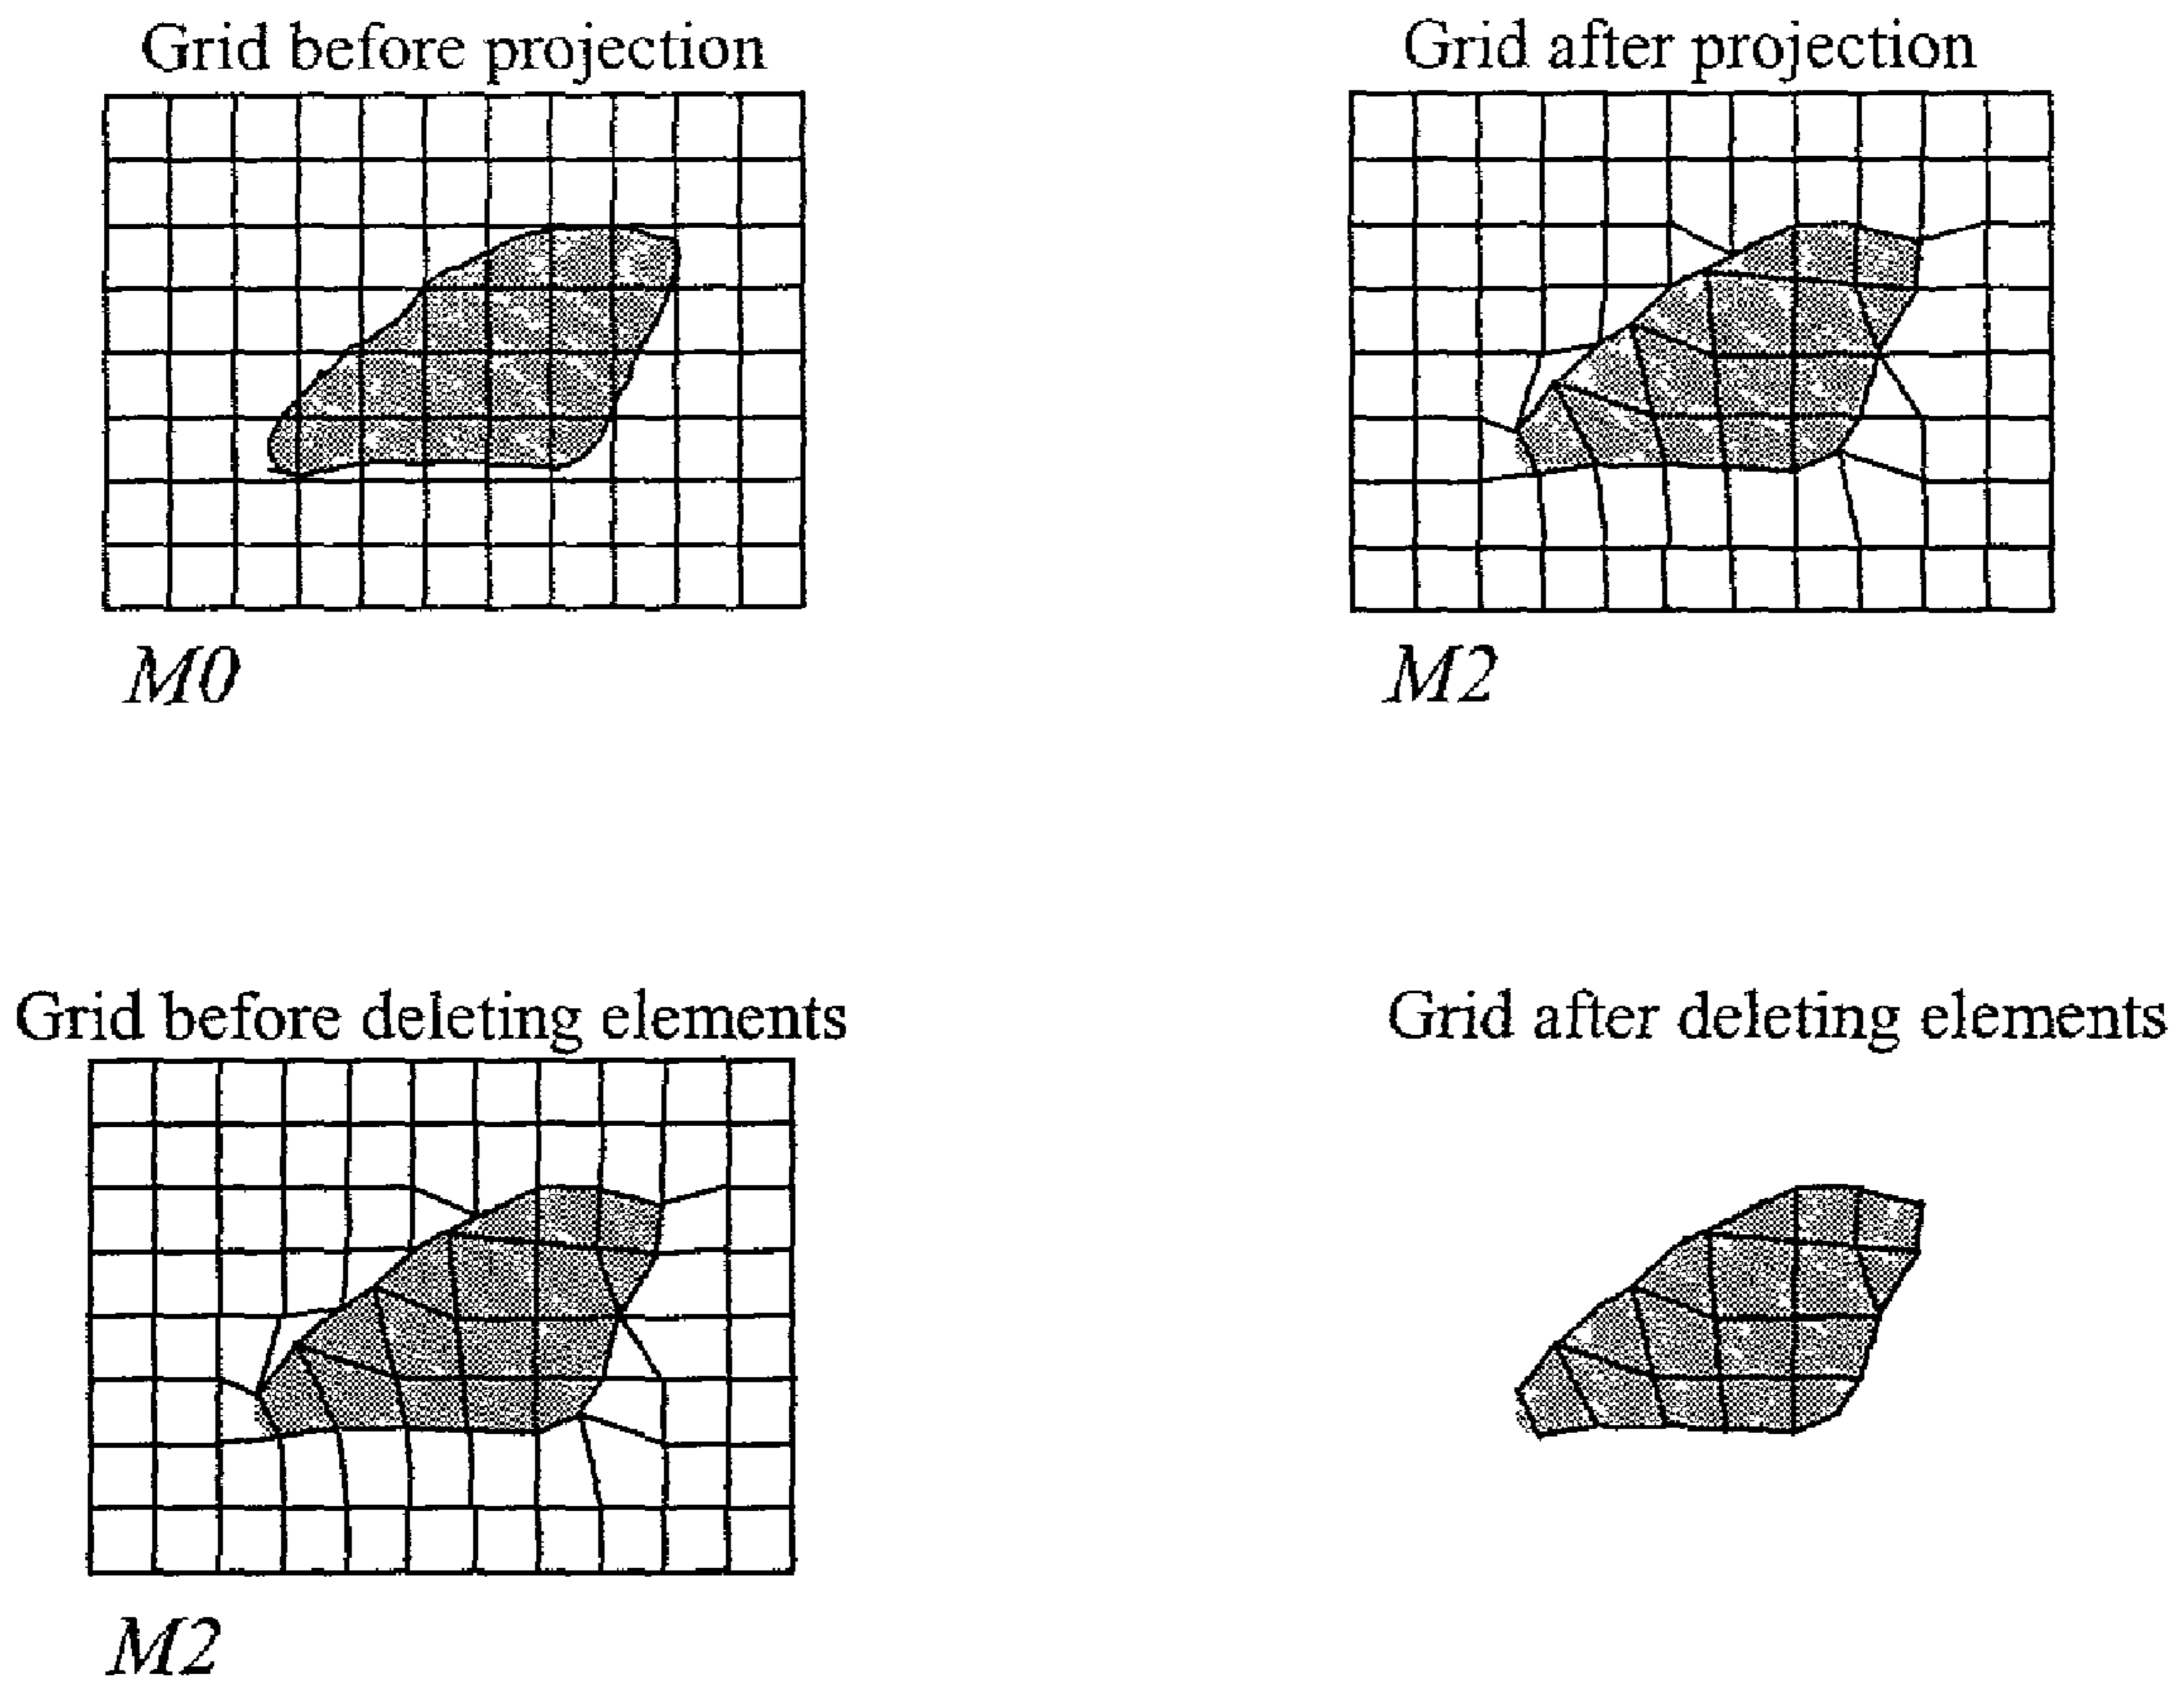 Grid before projection
Grid after projection
M0
M2
Grid before deleting elements
Grid after deleting elements
M2